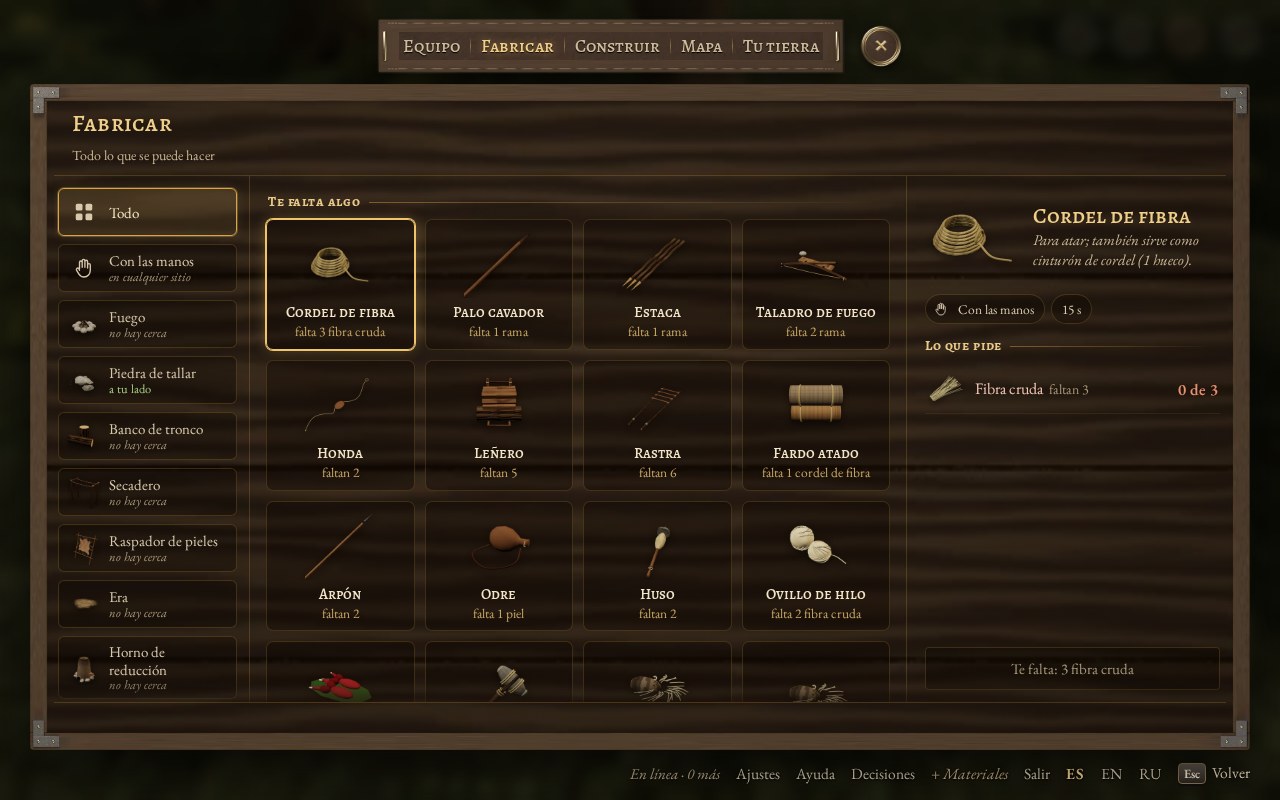 Equipo
Fabricar
Construir
Mapa
Tu tierra
Fabricar
Todo lo que se puede hacer
Todo
Con las manos
en cualquier sitio
Fuego
no hay cerca
Piedra de tallar
a tu lado
Banco de tronco
no hay cerca
Secadero
no hay cerca
Raspador de pieles
no hay cerca
Era
no hay cerca
Horno de
reducción
no hay cerca
Te falta algo
Cordel de fibra
falta 3 fibra cruda
Palo cavador
falta 1 rama
Estaca
falta 1 rama
Taladro de fuego
falta 2 rama
Honda
faltan 2
Leñero
faltan 5
Rastra
faltan 6
Fardo atado
falta 1 cordel de fibra
Arpón
faltan 2
Odre
falta 1 piel
Huso
faltan 2
Ovillo de hilo
falta 2 fibra cruda
Cordel de fibra
Para atar; también sirve como
cinturón de cordel (1 hueco).
Con las manos
15 s
Lo que pide
Fibra cruda faltan 3
0 de 3
Te falta: 3 fibra cruda
En línea · 0 más
Ajustes
Ayuda
Decisiones
+ Materiales
Salir
ES
EN
RU
Esc
Volver